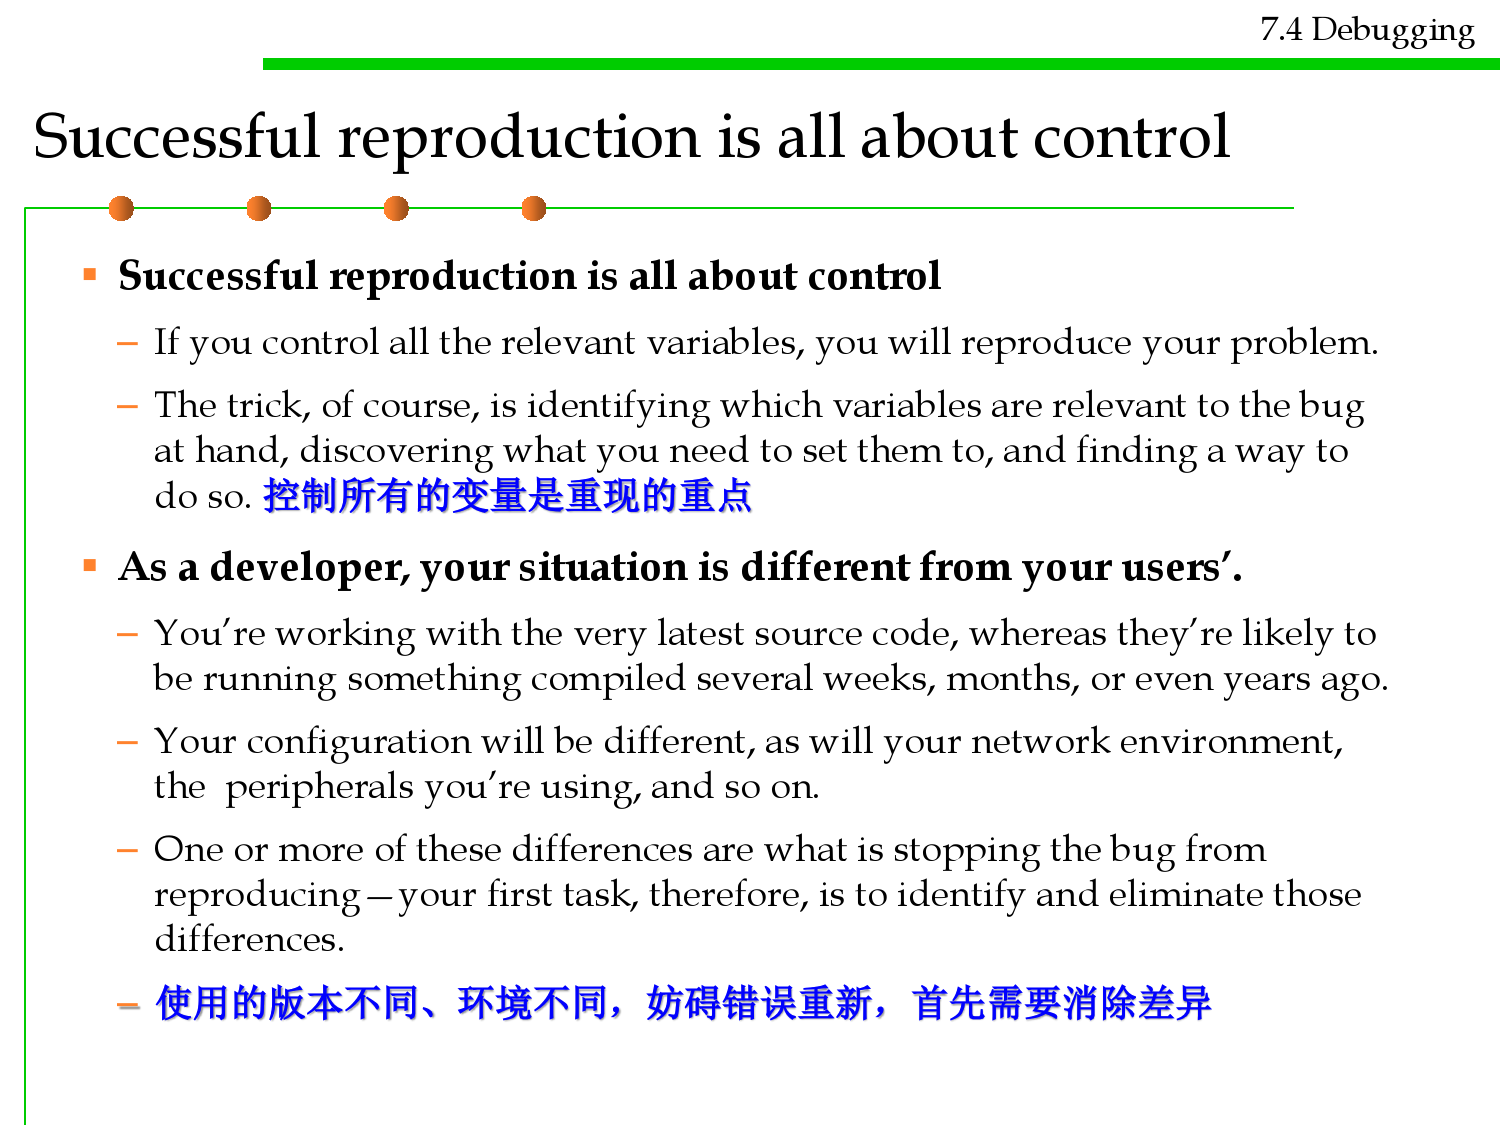 7.4 Debugging
Successful reproduction is all about control
Successful reproduction is all about control
– If you control all the relevant variables, you will reproduce your problem.
– The trick, of course, is identifying which variables are relevant to the bug
at hand, discovering what you need to set them to, and finding a way to
do so. 控制所有的变量是重现的重点
As a developer, your situation is different from your users’.
– You’re working with the very latest source code, whereas they’re likely to
be running something compiled several weeks, months, or even years ago.
– Your configuration will be different, as will your network environment,
the peripherals you’re using, and so on.
– One or more of these differences are what is stopping the bug from
reproducing—your first task, therefore, is to identify and eliminate those
differences.
– 使用的版本不同、环境不同，妨碍错误重新，首先需要消除差异